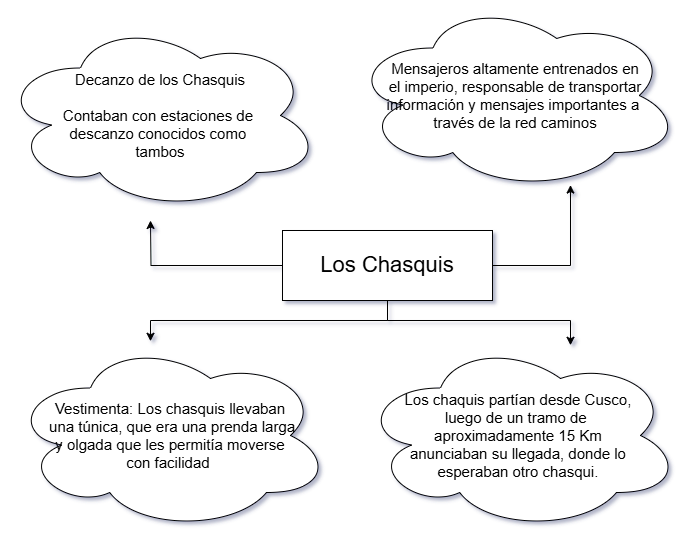 Decanzo de los Chasquis
Contaban con estaciones de
descanzo conocidos como
tambos
Mensajeros altamente entrenados en
el imperio, responsable de transportar
información y mensajes importantes a
través de la red caminos
Los Chasquis
Vestimenta: Los chasquis llevaban
una túnica, que era una prenda larga
y olgada que les permitía moverse
con facilidad
Los chaquis partían desde Cusco,
luego de un tramo de
aproximadamente 15 Km
anunciaban su llegada, donde lo
esperaban otro chasqui.